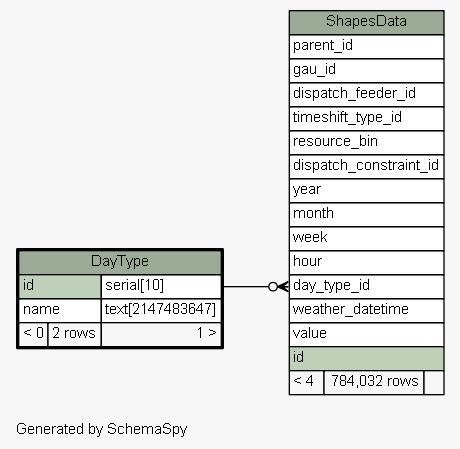 ShapesData
parent_id
gau_id
dispatch_feeder_id
timeshift_type_id
resource_bin
dispatch_constraint_id
year
month
week
hour
day_type_id
weather_datetime
value
id
< 4 784,032 rows
DayType
id serial[10]
name text[2147483647]
< 0 2 rows 1 >
Generated by SchemaSpy